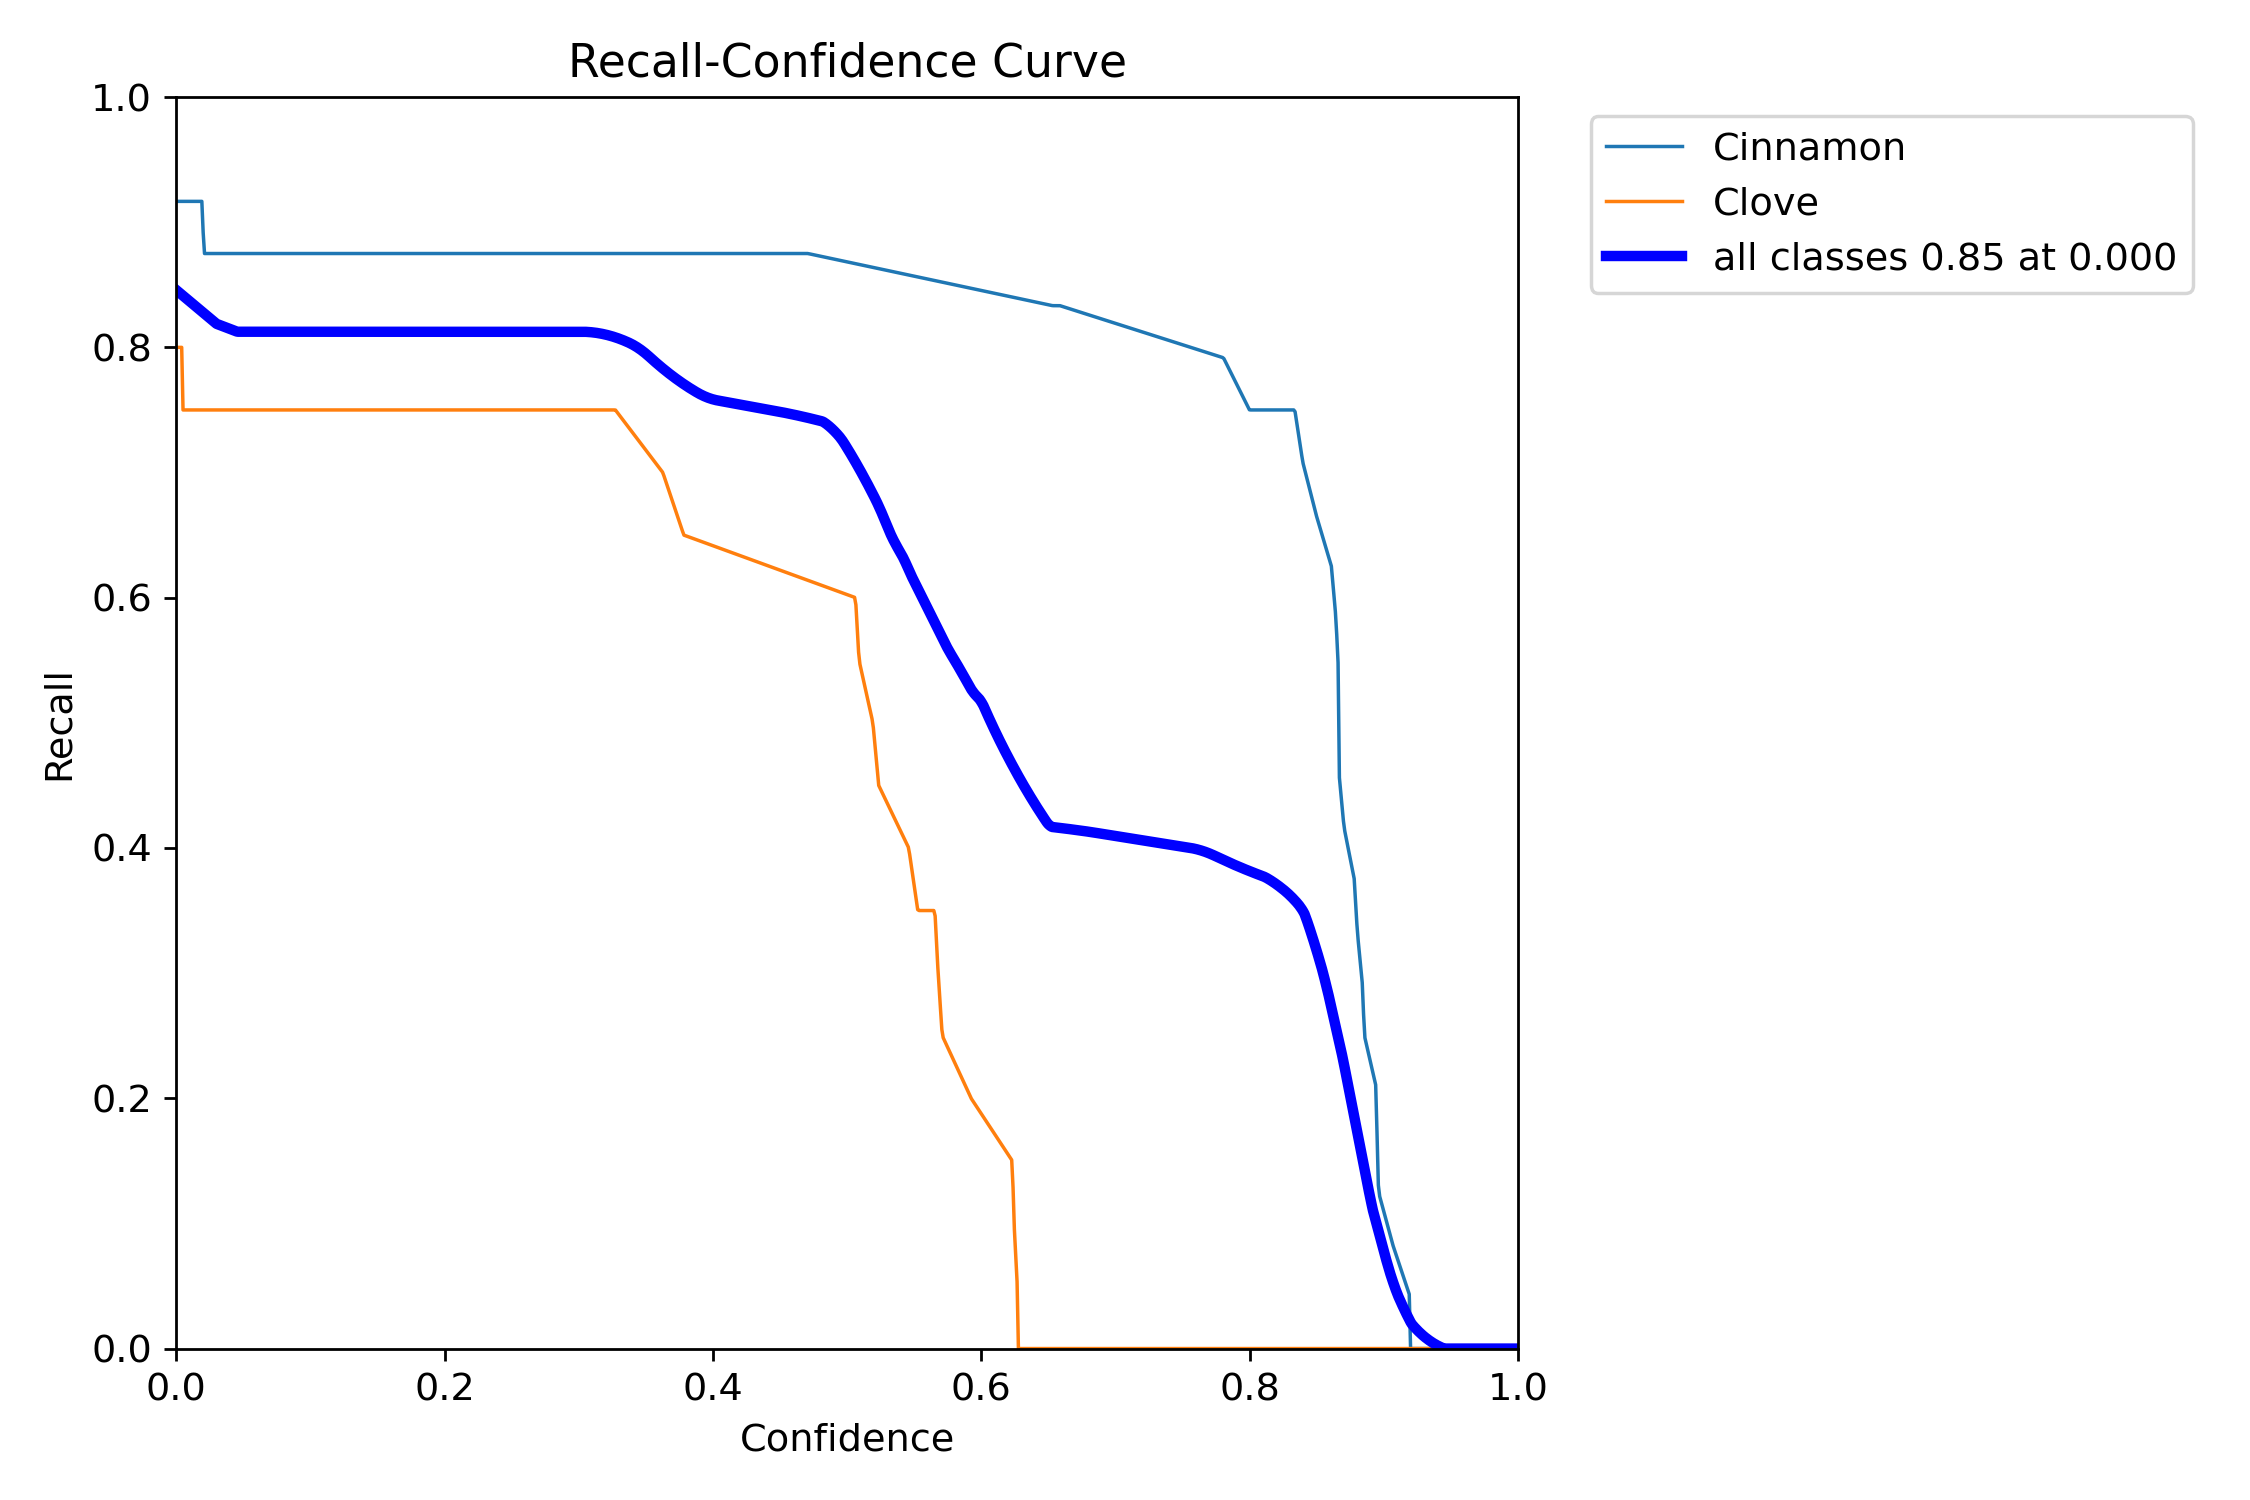 Recall-Confidence Curve
1.0
0.8
0.6
0.4
0.2
0.0
Recall
0.0 0.2 0.4 0.6 0.8 1.0
Confidence
Cinnamon
Clove
all classes 0.85 at 0.000